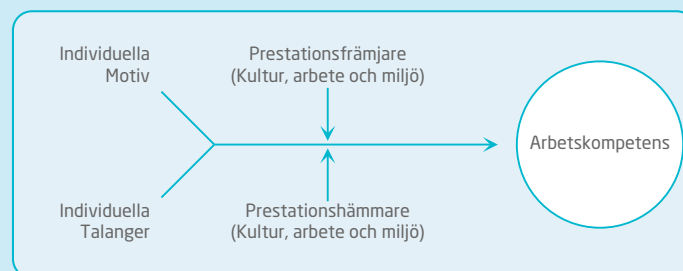 Individuella
Motiv
Prestationsfrämjare
(Kultur, arbete och miljö)
Arbetskompetens
Individuella
Talanger
Prestationshämmare
(Kultur, arbete och miljö)